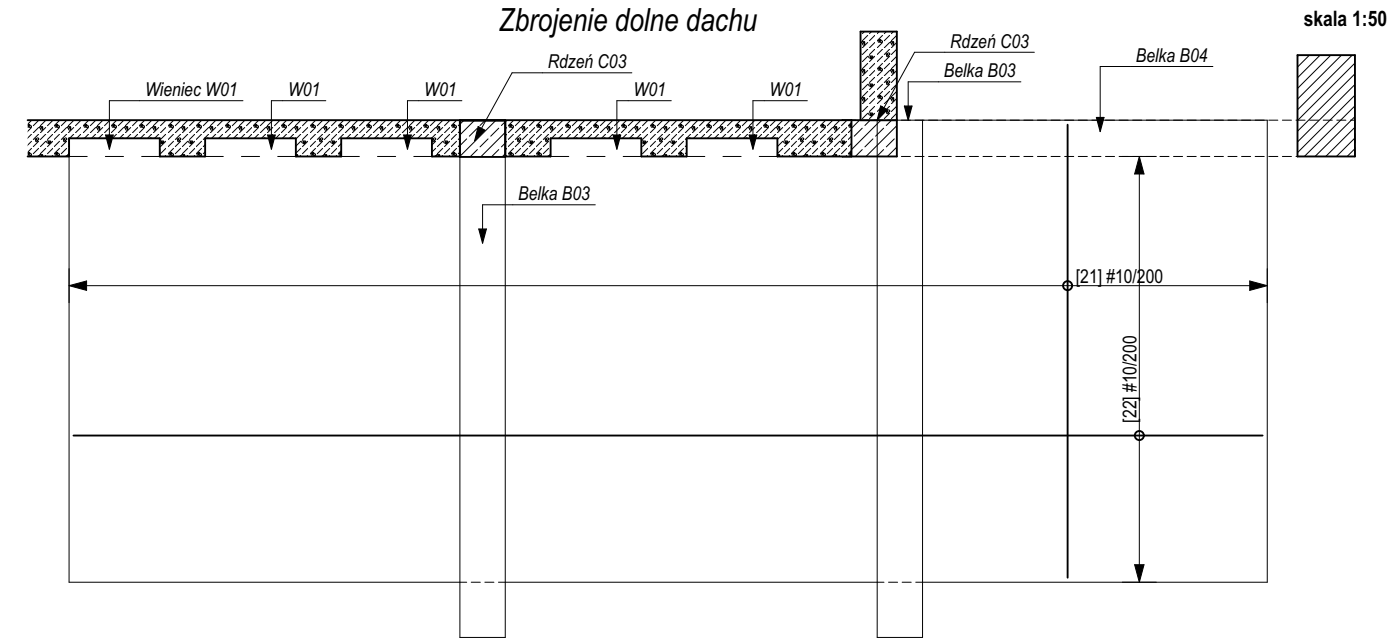 Zbrojenie dolne dachu
skala 1:50
Rdzeń C03
Rdzeń C03
Belka B03
Belka B04
Wieniec W01
W01
W01
W01
W01
Belka B03
[21] #10/200
[22] #10/200